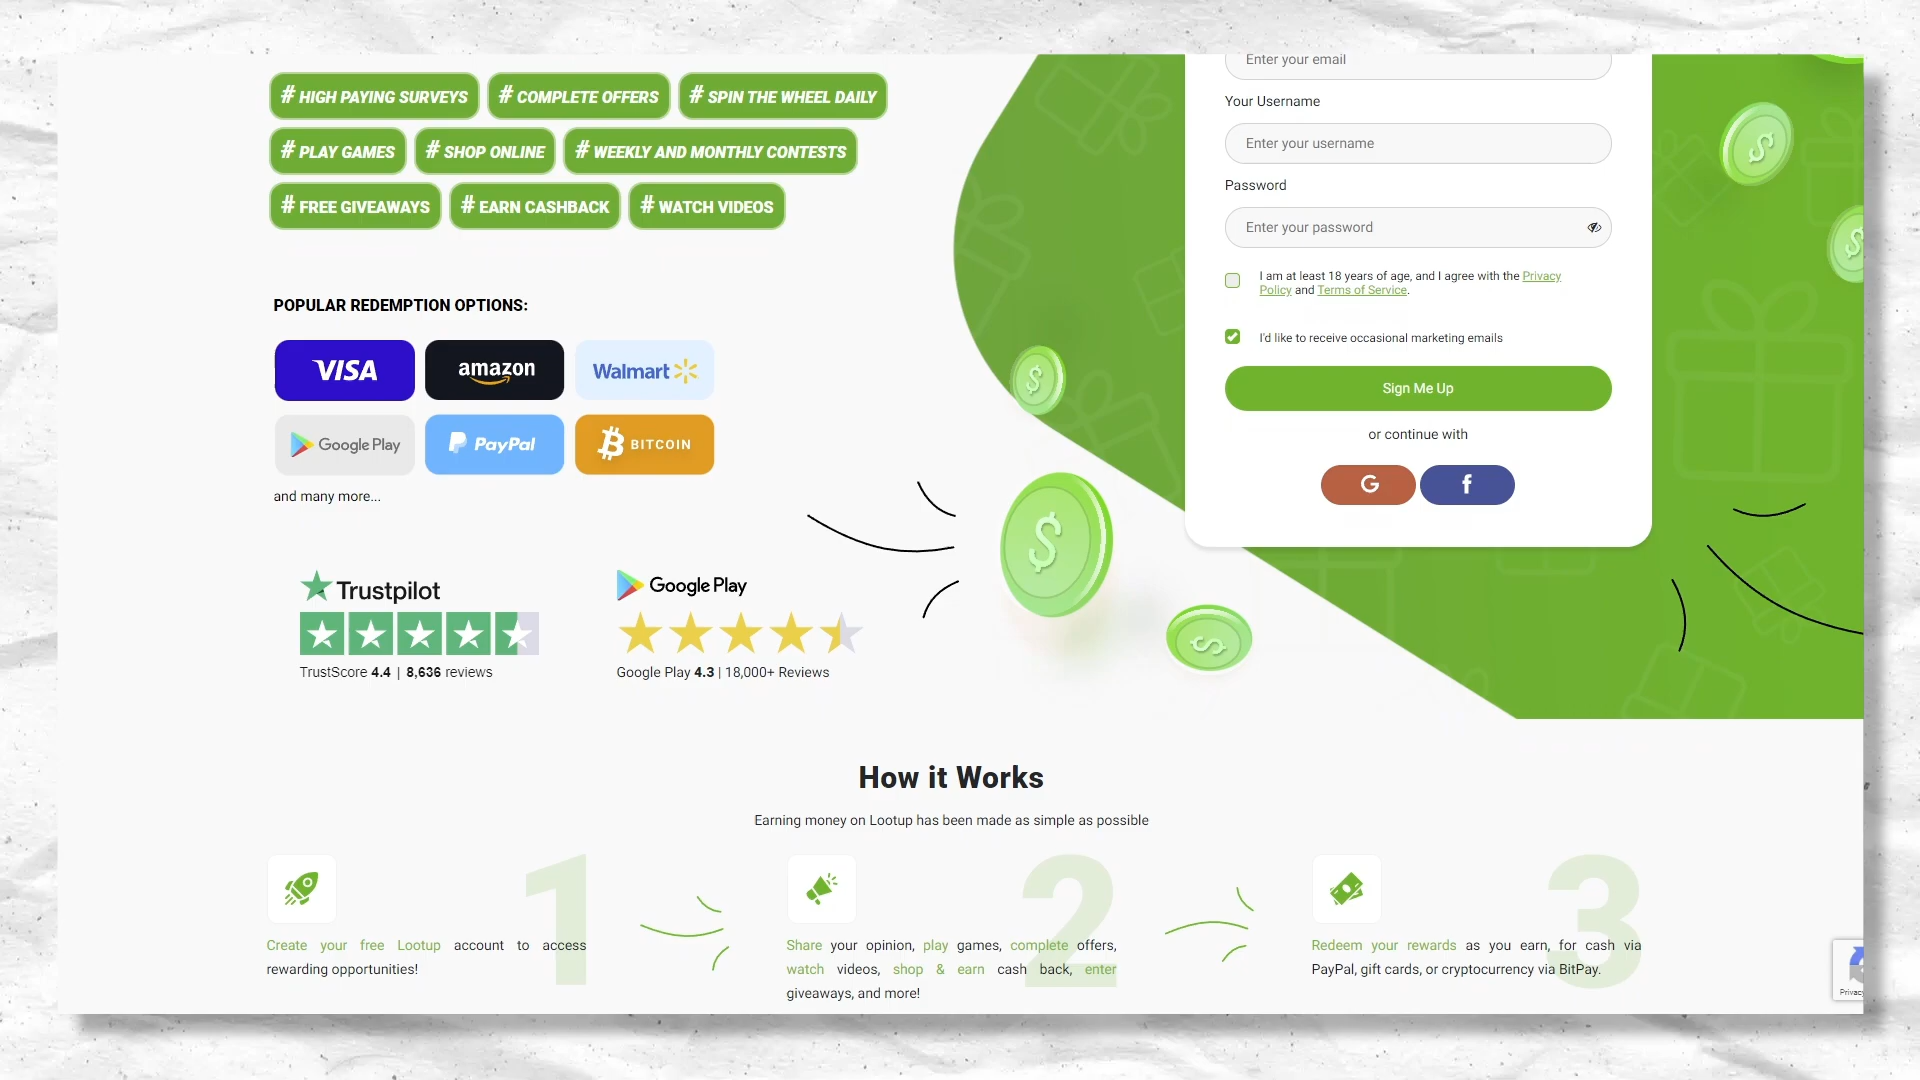 # HIGH PAYING SURVEYS
# COMPLETE OFFERS
# SPIN THE WHEEL DAILY
# PLAY GAMES
# SHOP ONLINE
# WEEKLY AND MONTHLY CONTESTS
# FREE GIVEAWAYS
# EARN CASHBACK
# WATCH VIDEOS
POPULAR REDEMPTION OPTIONS:
VISA
amazon
Walmart
Google Play
PayPal
BITCOIN
and many more...
Trustpilot
TrustScore 4.4 | 8,636 reviews
Google Play
Google Play 4.3 | 18,000+ Reviews
Enter your email
Your Username
Enter your username
Password
Enter your password
I am at least 18 years of age, and I agree with the Privacy
Policy and Terms of Service.
I'd like to receive occasional marketing emails
Sign Me Up
or continue with
G
f
How it Works
Earning money on Lootup has been made as simple as possible
1
Create your free Lootup account to access
rewarding opportunities!
2
Share your opinion, play games, complete offers,
watch videos, shop & earn cash back, enter
giveaways, and more!
3
Redeem your rewards as you earn, for cash via
PayPal, gift cards, or cryptocurrency via BitPay.
Privacy